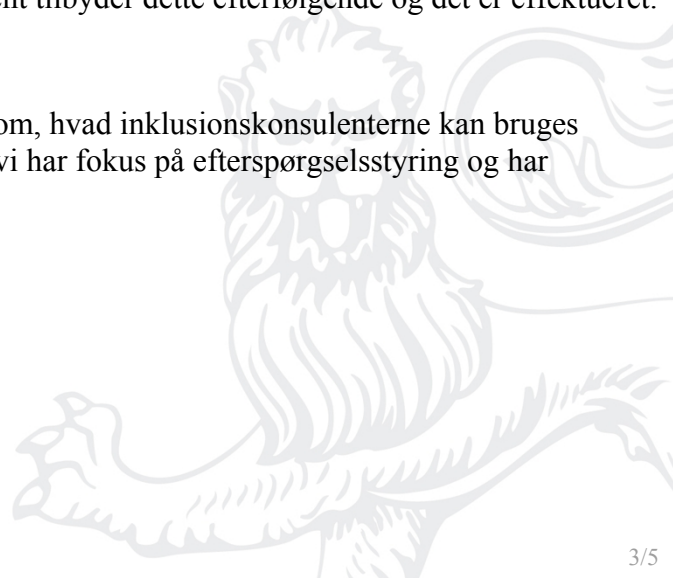 tilbyder dette efterfølgende og det er effektueret.
om, hvad inklusionskonsulenterne kan bruges
vi har fokus på efterspørgselsstyring og har
3/5